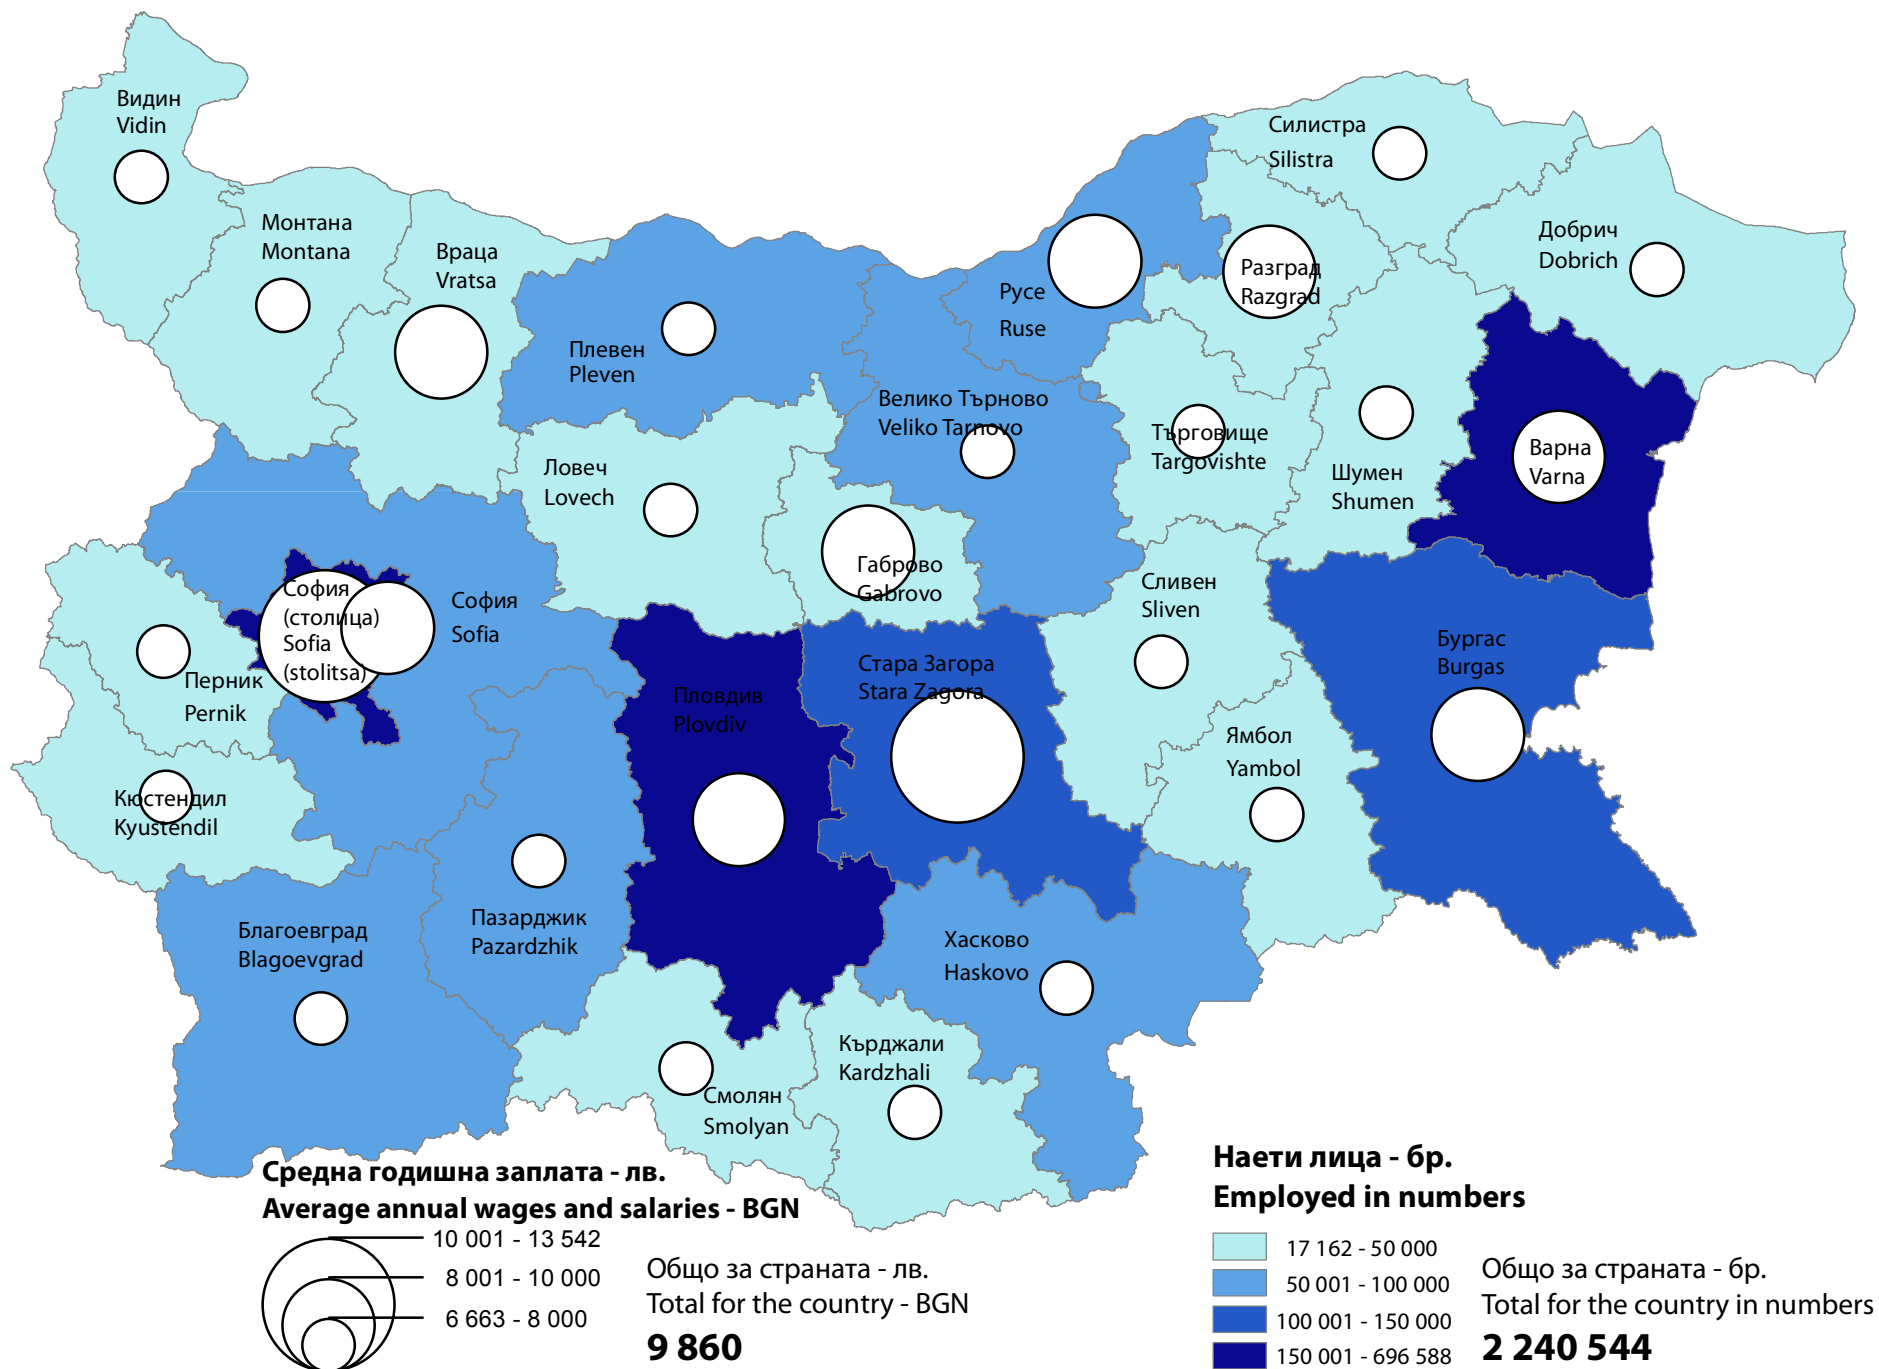 Видин
Vidin
Монтана
Montana
Враца
Vratsa
Плевен
Pleven
Русе
Ruse
Силистра
Silistra
Разград
Razgrad
Добрич
Dobrich
Велико Търново
Veliko Tarnovo
Търговище
Targovishte
Шумен
Shumen
Варна
Varna
Ловеч
Lovech
Габрово
Gabrovo
София
(столица)
Sofia
(stolitsa)
София
Sofia
Перник
Pernik
Кюстендил
Kyustendil
Пловдив
Plovdiv
Стара Загора
Stara Zagora
Сливен
Sliven
Бургас
Burgas
Ямбол
Yambol
Благоевград
Blagoevgrad
Пазарджик
Pazardzhik
Хасково
Haskovo
Смолян
Smolyan
Кърджали
Kardzhali
Средна годишна заплата - лв.
Average annual wages and salaries - BGN
10 001 - 13 542
8 001 - 10 000
6 663 - 8 000
Общо за страната - лв.
Total for the country - BGN
9 860
Наети лица - бр.
Employed in numbers
17 162 - 50 000
50 001 - 100 000
100 001 - 150 000
150 001 - 696 588
Общо за страната - бр.
Total for the country in numbers
2 240 544